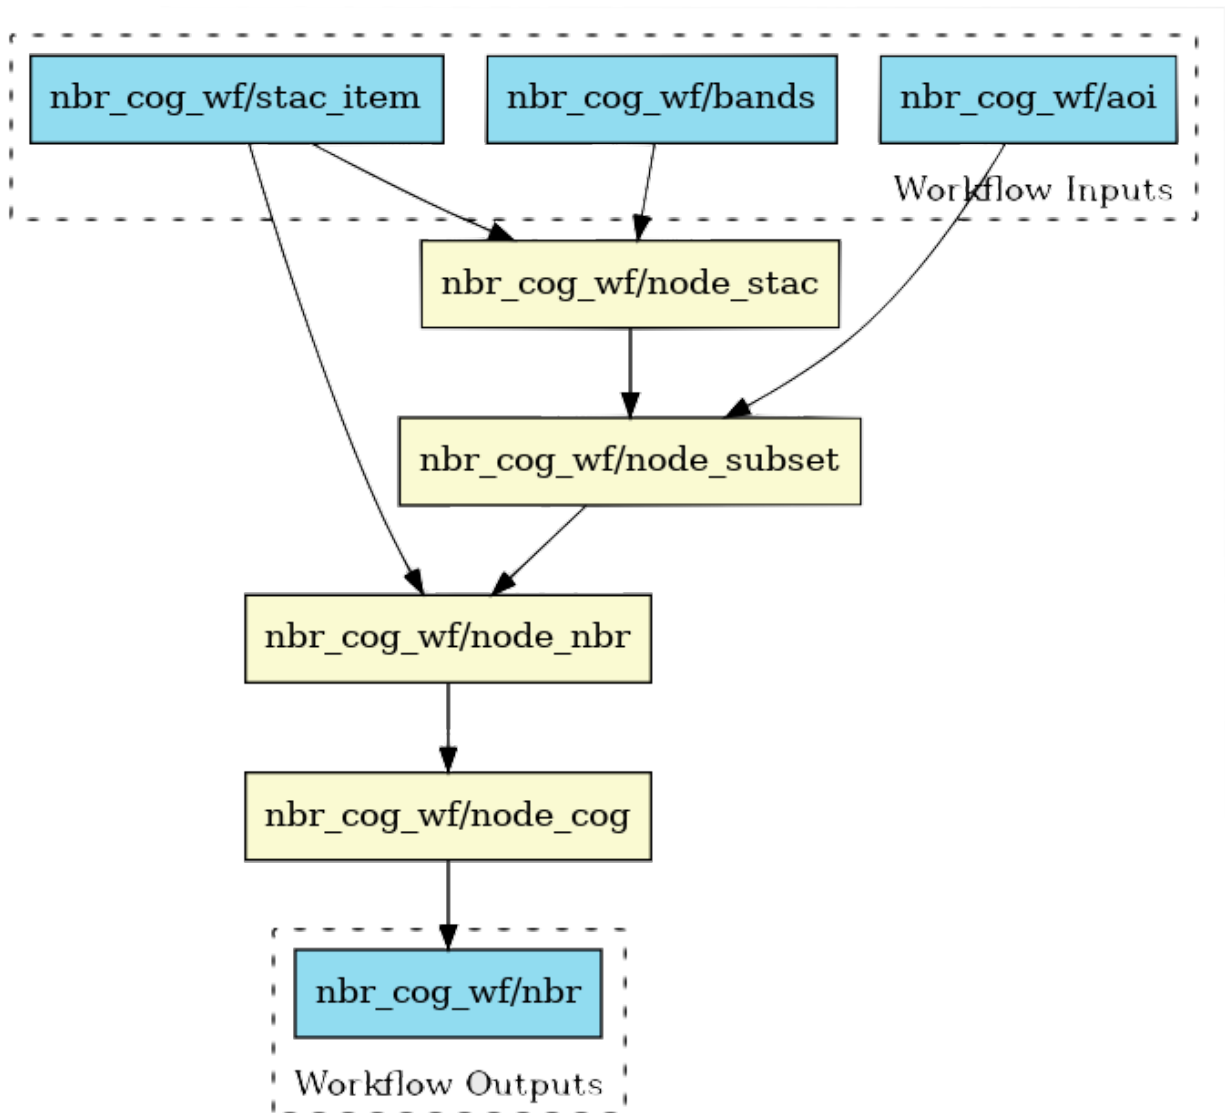 nbr_cog_wf/stac_item
nbr_cog_wf/bands
nbr_cog_wf/aoi
Workflow Inputs
nbr_cog_wf/node_stac
nbr_cog_wf/node_subset
nbr_cog_wf/node_nbr
nbr_cog_wf/node_cog
nbr_cog_wf/nbr
Workflow Outputs